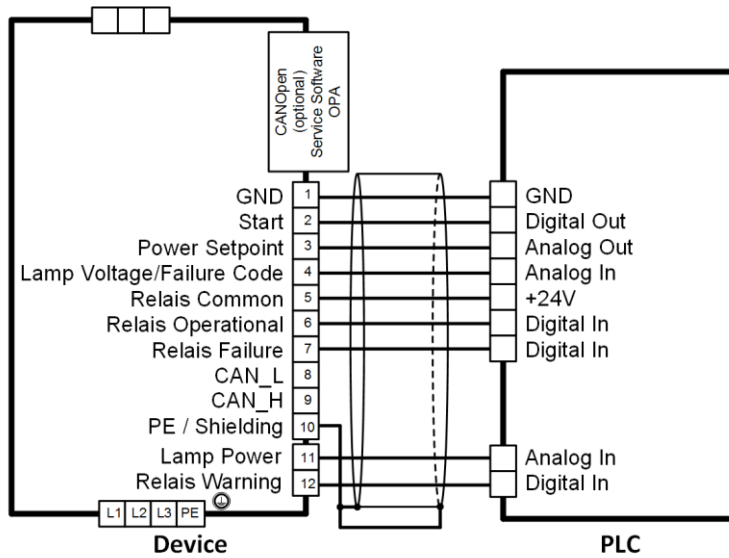 CANOpen
(optional)
Service Software
OPA
GND 1 GND
Start 2 Digital Out
Power Setpoint 3 Analog Out
Lamp Voltage/Failure Code 4 Analog In
Relais Common 5 +24V
Relais Operational 6 Digital In
Relais Failure 7 Digital In
CAN_L 8
CAN_H 9
PE / Shielding 10
Lamp Power 11 Analog In
Relais Warning 12 Digital In
L1 L2 L3 PE
Device PLC